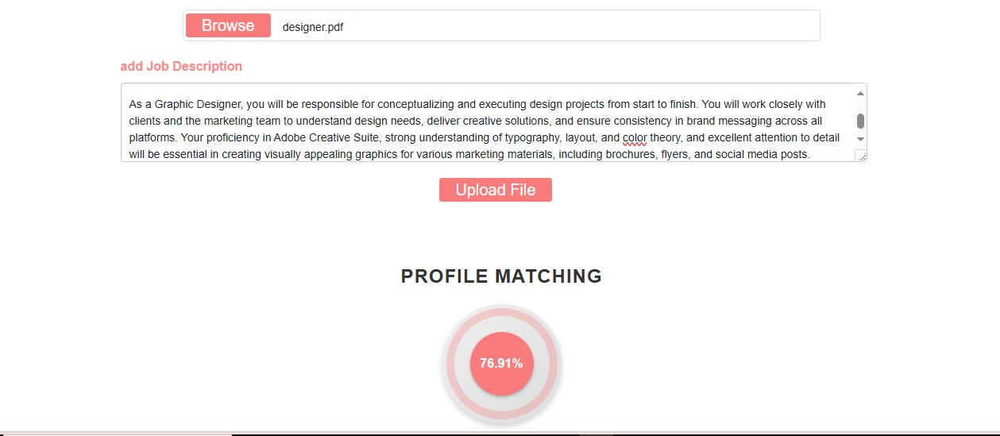 Browse designer.pdf
add Job Description
As a Graphic Designer, you will be responsible for conceptualizing and executing design projects from start to finish. You will work closely with
clients and the marketing team to understand design needs, deliver creative solutions, and ensure consistency in brand messaging across all
platforms. Your proficiency in Adobe Creative Suite, strong understanding of typography, layout, and color theory, and excellent attention to detail
will be essential in creating visually appealing graphics for various marketing materials, including brochures, flyers, and social media posts.
Upload File
PROFILE MATCHING
76.91%